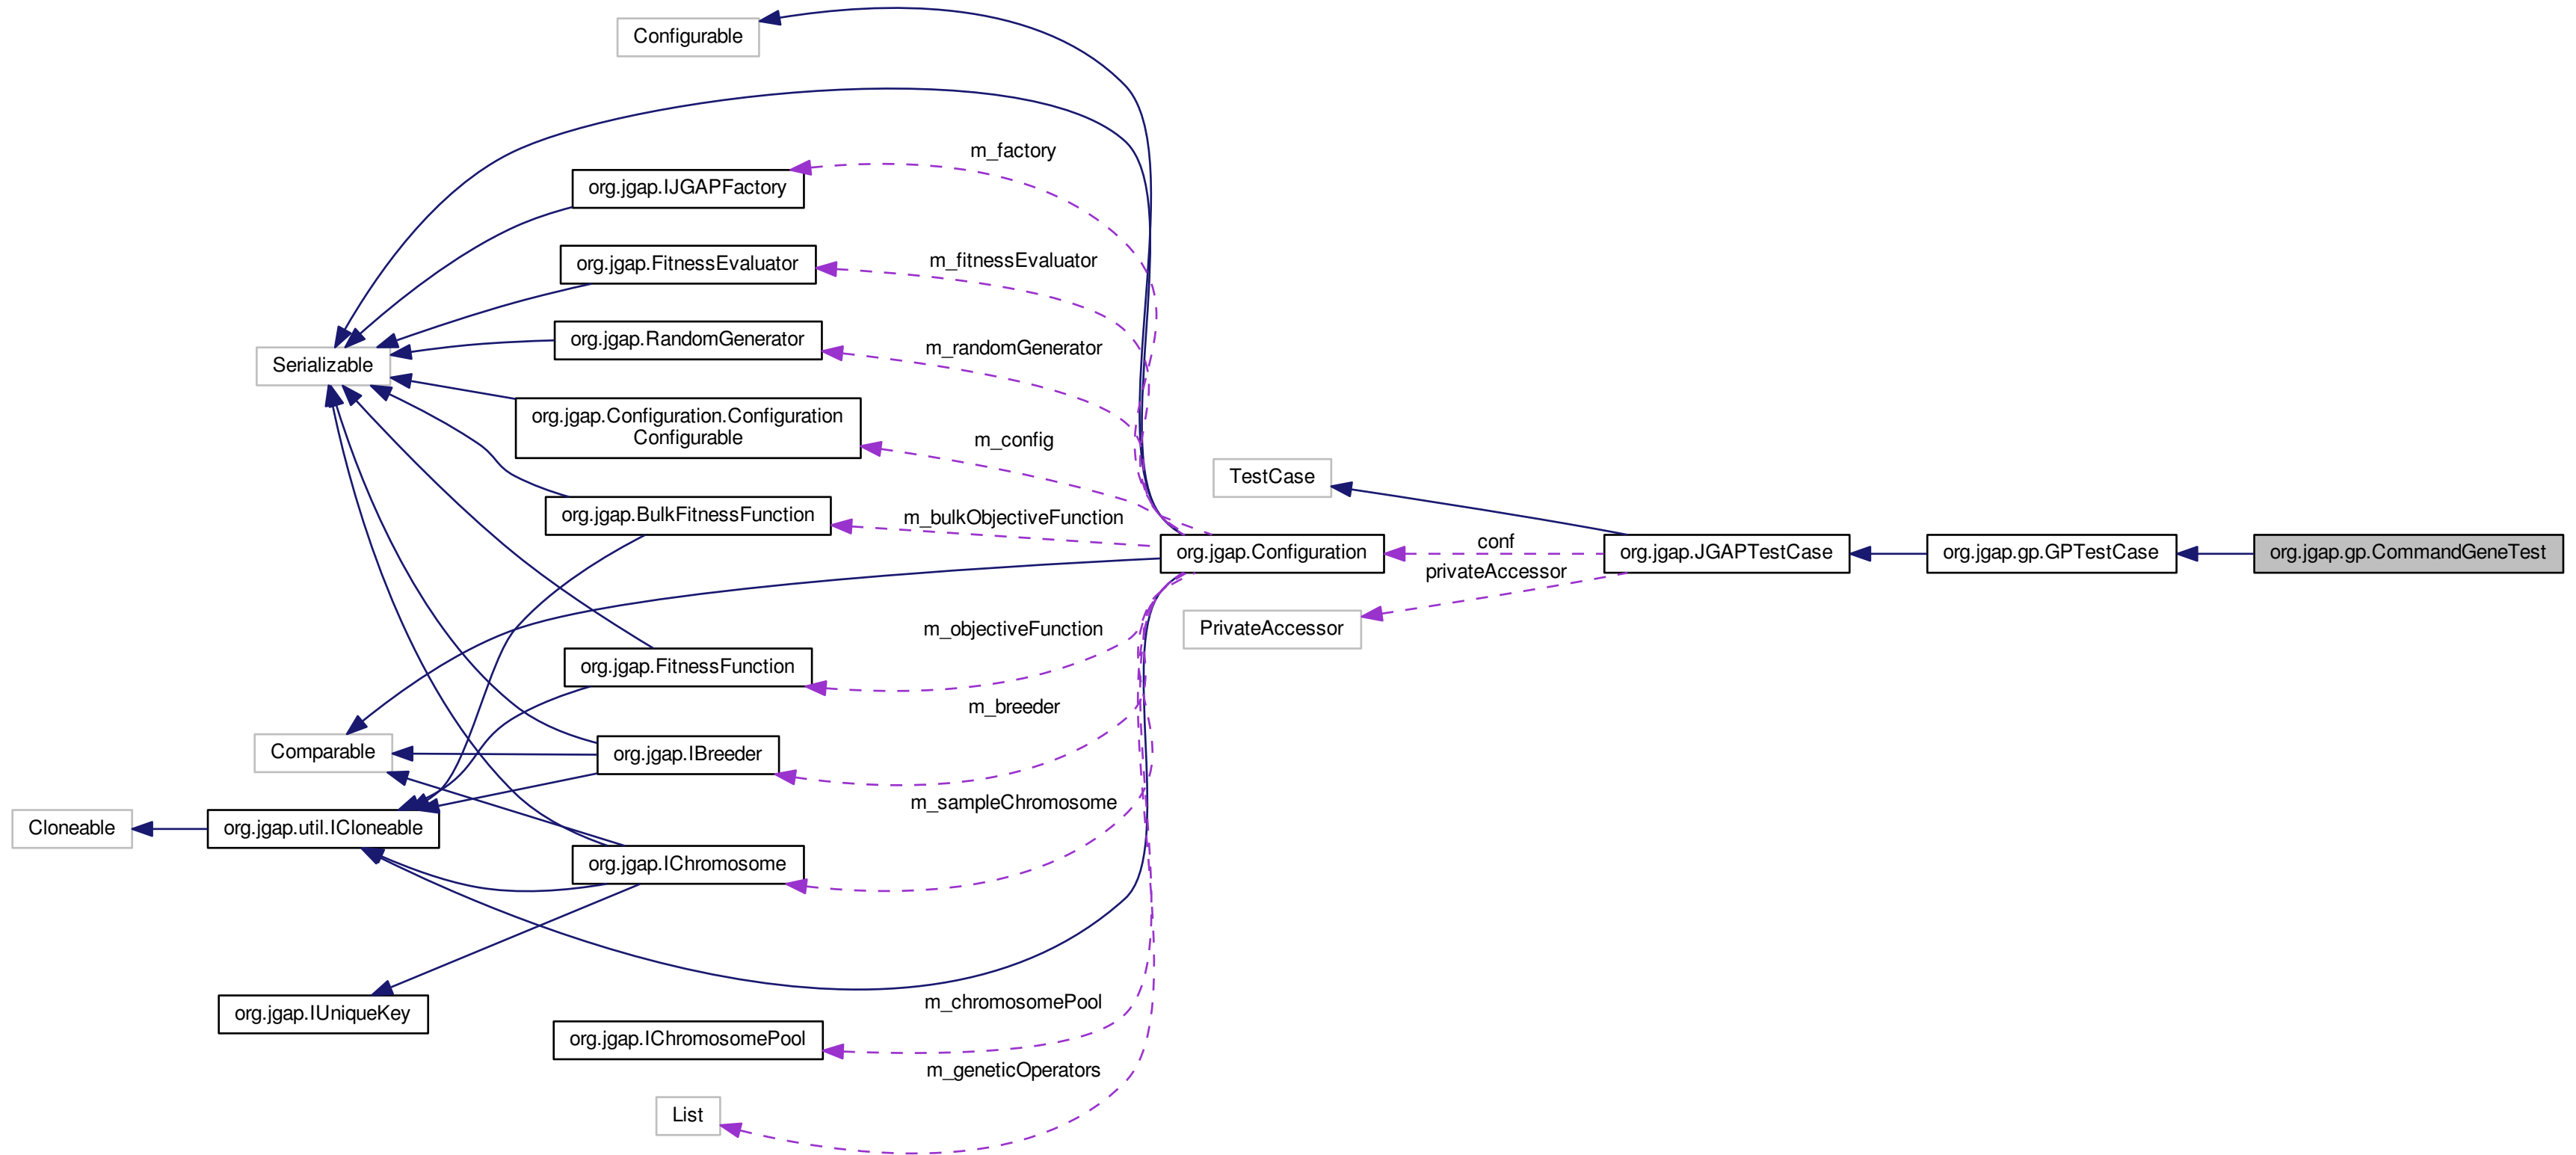 Configurable
m_factory
org.jgap.IJGAPFactory
m_fitnessEvaluator
org.jgap.FitnessEvaluator
m_randomGenerator
org.jgap.RandomGenerator
Serializable
org.jgap.Configuration.Configuration
Configurable
m_config
TestCase
m_bulkObjectiveFunction
org.jgap.BulkFitnessFunction
conf
org.jgap.Configuration
org.jgap.JGAPTestCase
org.jgap.gp.GPTestCase
org.jgap.gp.CommandGeneTest
privateAccessor
PrivateAccessor
m_objectiveFunction
org.jgap.FitnessFunction
m_breeder
Comparable
org.jgap.IBreeder
m_sampleChromosome
Cloneable
org.jgap.util.ICloneable
org.jgap.IChromosome
m_chromosomePool
org.jgap.IUniqueKey
org.jgap.IChromosomePool
m_geneticOperators
List